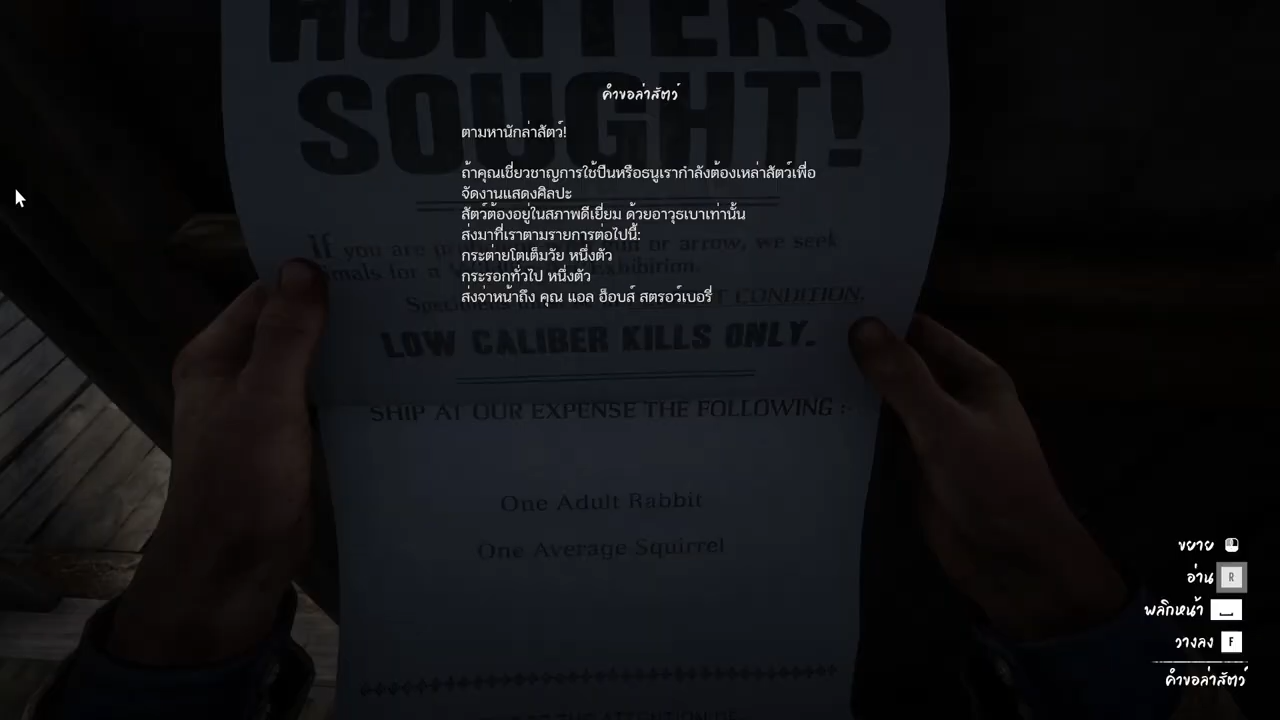 HUNTERS
SOUGHT!
คำขอล่าสัตว์
ตามหานักล่าสัตว์!
ถ้าคุณเชี่ยวชาญการใช้ปืนหรือธนูเรากำลังต้องเหล่าสัตว์เพื่อ
จัดงานแสดงศิลปะ
สัตว์ต้องอยู่ในสภาพดีเยี่ยม ด้วยอาวุธเบาเท่านั้น
ส่งมาที่เราตามรายการต่อไปนี้:
กระต่ายโตเต็มวัย หนึ่งตัว
กระรอกทั่วไป หนึ่งตัว
ส่งจ่าหน้าถึง คุณ แอล ฮ็อบส์ สตรอว์เบอรี่
If you are or arrow, we seek
for a
CONDITION.
LOW CALIBER KILLS ONLY.
SHIP AT OUR EXPENSE THE FOLLOWING :-
One Adult Rabbit
One Average Squirrel
ขยาย
อ่าน R
พลิกหน้า
วางลง F
คำขอล่าสัตว์